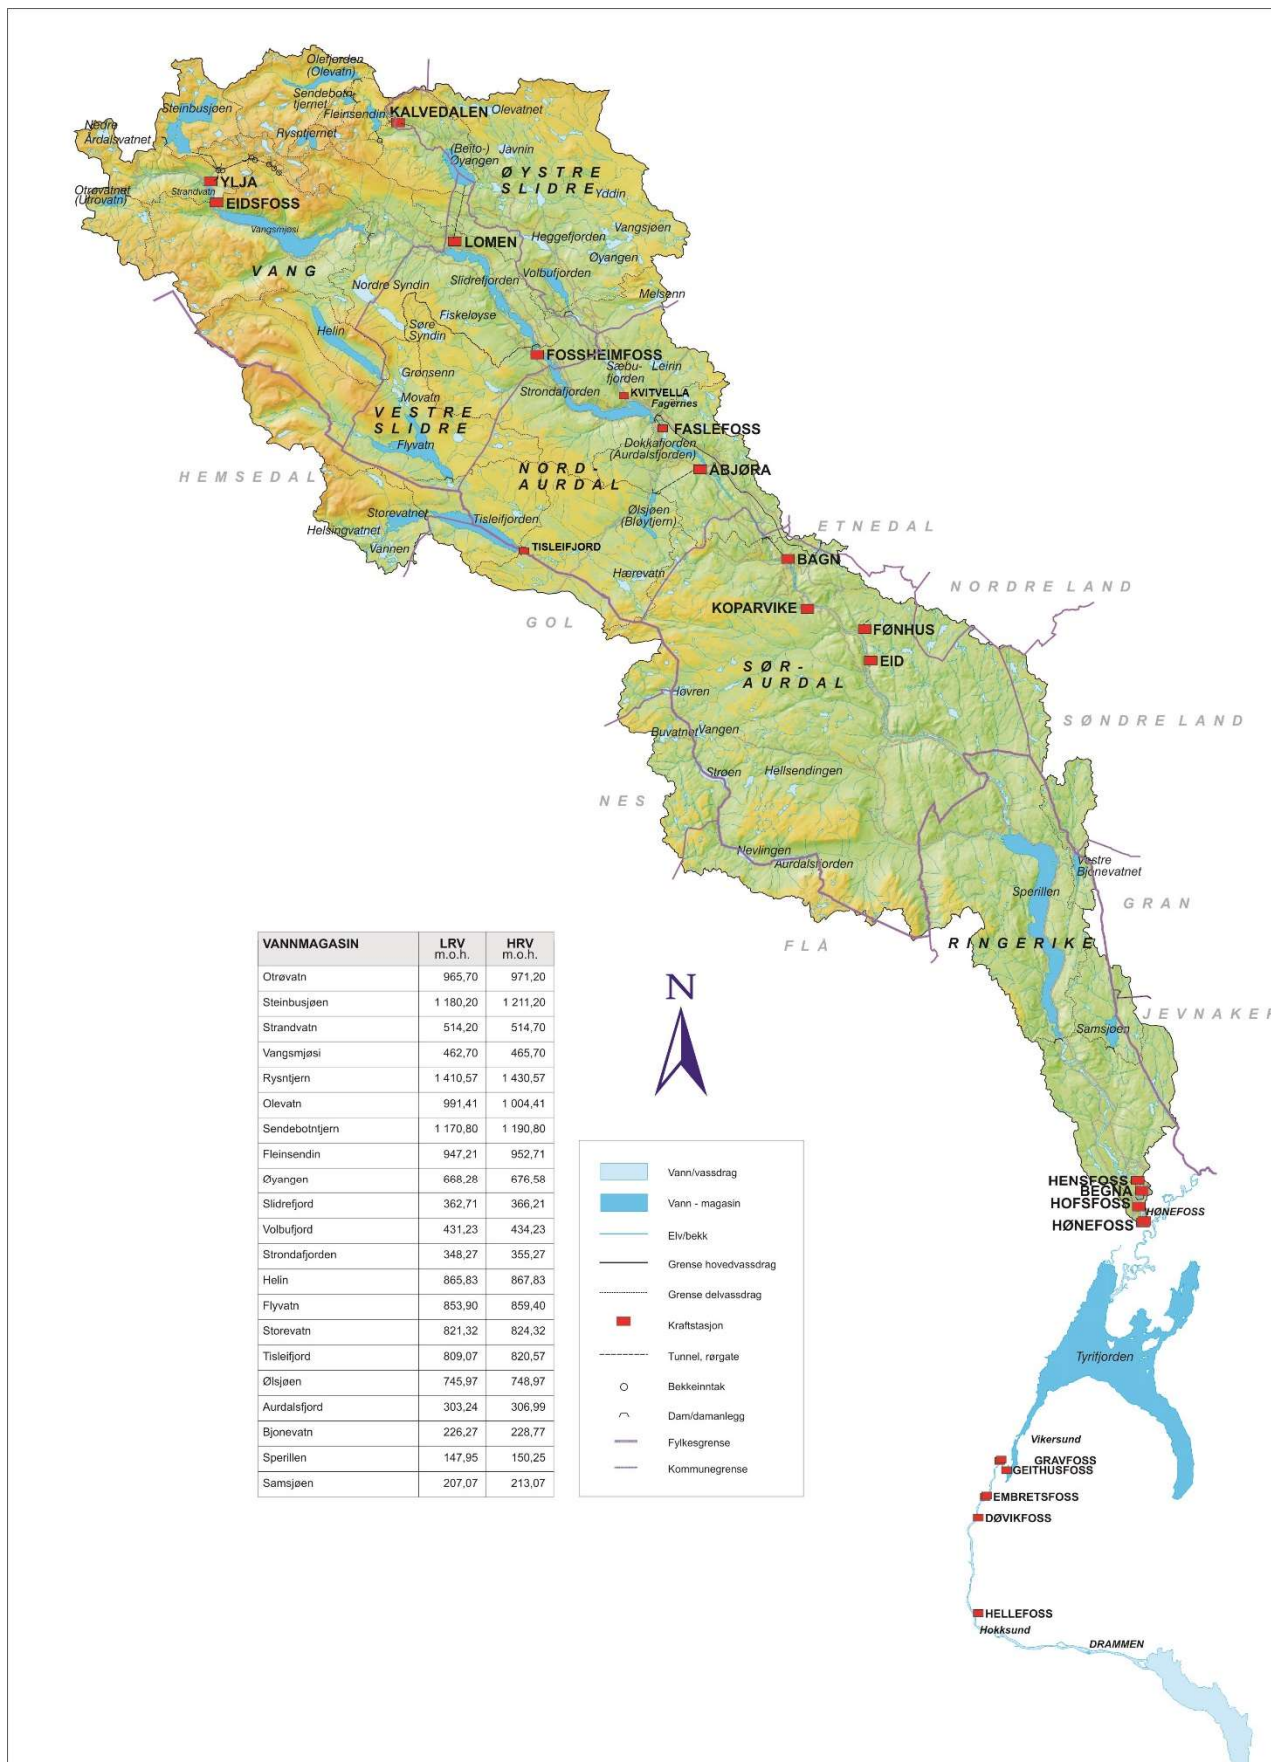 Olefjorden
(Olevatn)
Sendebotn-
tjernet
Steinbusjøen
Fleinsendin
KALVEDALEN
Olevatnet
Nedre
Årdalsvatnet
Rysntjernet
(Beito-)
Øyangen
Javnin
ØYSTRE
SLIDRE
YLJA
Strandvatn
Otrøvatnet
(Utrovatn)
EIDSFOSS
Yddin
Vangsmjøsi
LOMEN
Heggefjorden
Vangsjøen
Øyangen
VANG
Nordre Syndin
Slidrefjorden
Volbufjorden
Melsenn
Helin
Søre
Syndin
Fiskeløyse
FOSSHEIMFOSS
Grønsenn
Sæbu-
fjorden
Leirin
Movatn
Strondafjorden
KVITVELLA
Fagernes
VESTRE
SLIDRE
FASLEFOSS
Flyvatn
Dokkafjorden
(Aurdalsfjorden)
HEMSEDAL
NORD-
AURDAL
ÅBJØRA
Storevatnet
Tisleifjorden
Ølsjøen
(Bløytjern)
Helsingvatnet
ETNEDAL
Vannen
TISLEIFJORD
BAGN
Hærevatn
NORDRE LAND
KOPARVIKE
GOL
FØNHUS
SØR-
AURDAL
EID
Høvren
SØNDRE LAND
Buvatnet
Vangen
Strøen
Hellsendingen
NES
Nevlingen
Aurdalsfjorden
Vestre
Bjonevatnet
Sperillen
GRAN
FLÅ
RINGERIKE
JEVNAKER
Samsjøen
VANNMAGASIN LRV m.o.h. HRV m.o.h.
Otrøvatn 965,70 971,20
Steinbusjøen 1 180,20 1 211,20
Strandvatn 514,20 514,70
Vangsmjøsi 462,70 465,70
Rysntjern 1 410,57 1 430,57
Olevatn 991,41 1 004,41
Sendebotntjern 1 170,80 1 190,80
Fleinsendin 947,21 952,71
Øyangen 668,28 676,58
Slidrefjord 362,71 366,21
Volbufjord 431,23 434,23
Strondafjorden 348,27 355,27
Helin 865,83 867,83
Flyvatn 853,90 859,40
Storevatn 821,32 824,32
Tisleifjord 809,07 820,57
Ølsjøen 745,97 748,97
Aurdalsfjord 303,24 306,99
Bjonevatn 226,27 228,77
Sperillen 147,95 150,25
Samsjøen 207,07 213,07
N
Vann/vassdrag
Vann - magasin
Elv/bekk
Grense hovedvassdrag
Grense delvassdrag
Kraftstasjon
Tunnel, rørgate
Bekkeinntak
Dam/damanlegg
Fylkesgrense
Kommunegrense
HENSFOSS
BEGNA
HOFSFOSS
HØNEFOSS
HØNEFOSS
Tyrifjorden
Vikersund
GRAVFOSS
GEITHUSFOSS
EMBRETSFOSS
DØVIKFOSS
HELLEFOSS
Hokksund
DRAMMEN